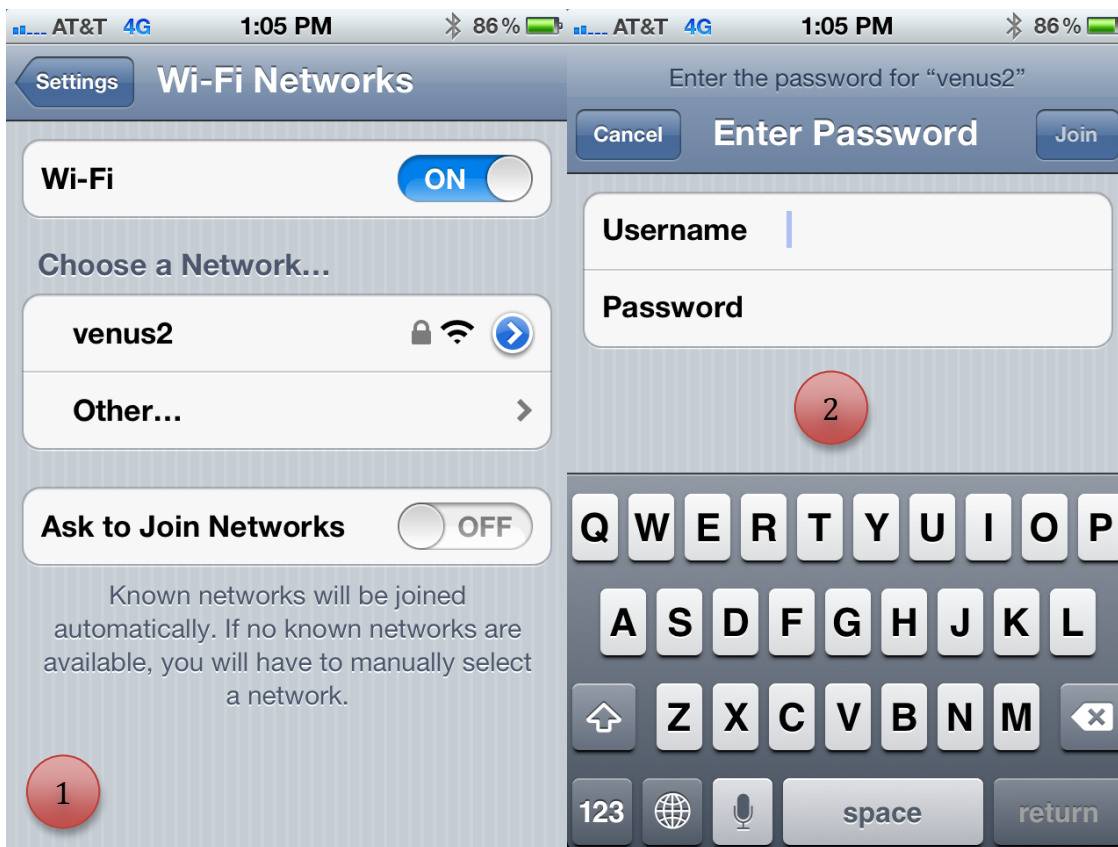 AT&T 4G 1:05 PM 86%
Settings Wi-Fi Networks
Wi-Fi ON
Choose a Network...
venus2
Other...
Ask to Join Networks OFF
Known networks will be joined
automatically. If no known networks are
available, you will have to manually select
a network.
1
AT&T 4G 1:05 PM 86%
Enter the password for “venus2”
Cancel Enter Password Join
Username
Password
2
Q W E R T Y U I O P
A S D F G H J K L
Z X C V B N M
123 space return